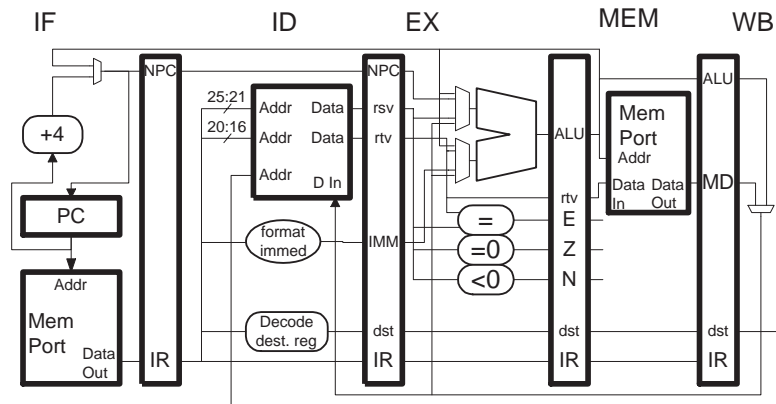 IF ID EX MEM WB
NPC
NPC
ALU
+4
25:21
Addr Data
rsv
20:16
Addr Data
rtv
Addr
D In
ALU
Mem
Port
Addr
rtv
Data
In
Data
Out
MD
PC
=
E
format
immed
IMM
=0
Z
<0
N
Addr
Mem
Port
Data
Out
IR
Decode
dest. reg
dst
dst
dst
IR
IR
IR